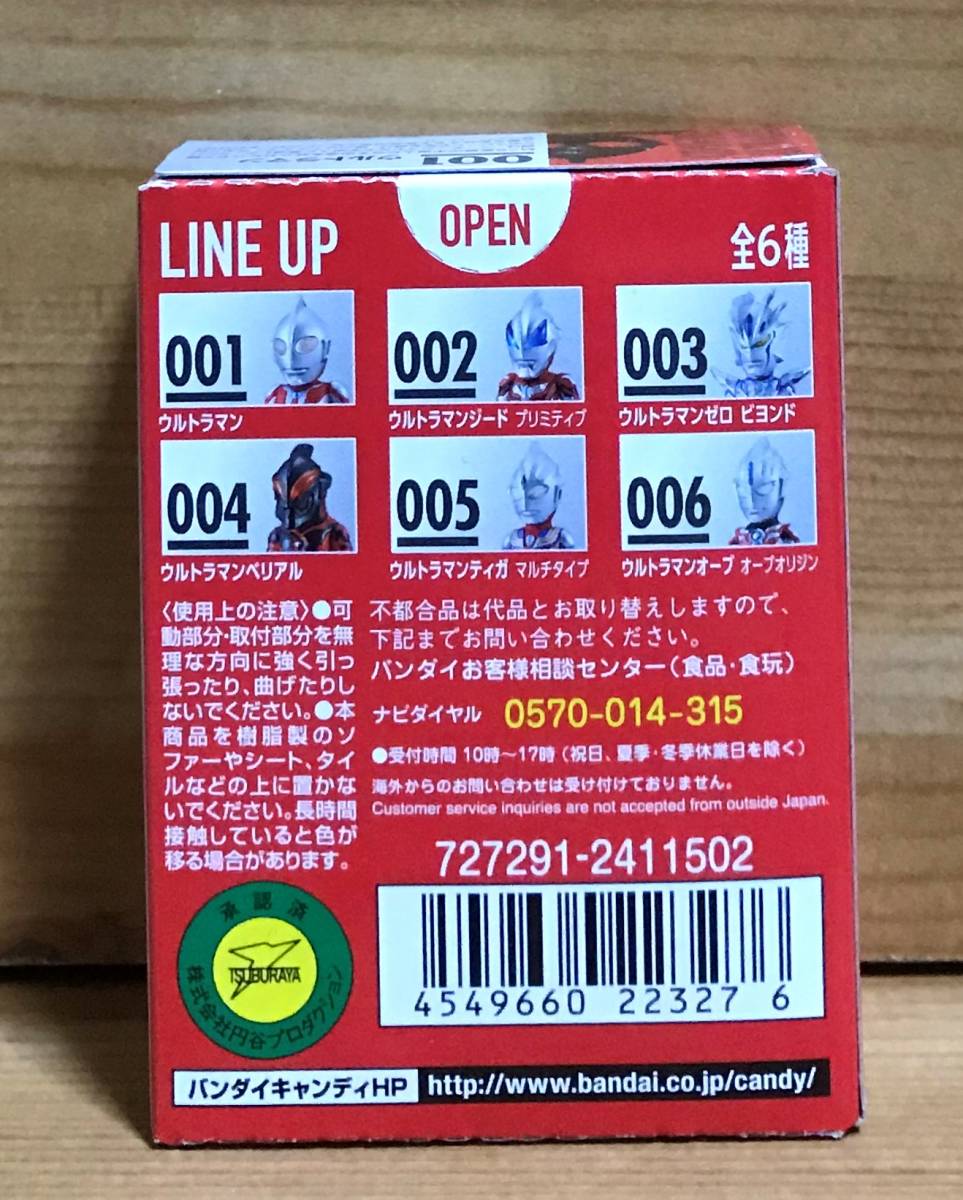 001 ウルトラマン
LINE UP
OPEN
全6種
001
002
003
ウルトラマン
ウルトラマンジード プリミティブ
ウルトラマンゼロ ビヨンド
004
005
006
ウルトラマンベリアル
ウルトラマンティガ マルチタイプ
ウルトラマンオーブ オーブオリジン
〈使用上の注意〉●可
動部分・取付部分を無
理な方向に強く引っ
張ったり、曲げたりし
ないでください。●本
商品を樹脂製のソ
ファーやシート、タイ
ルなどの上に置かな
いでください。長時間
接触していると色が
移る場合があります。
不都合品は代品とお取り替えしますので、
下記までお問い合わせください。
バンダイお客様相談センター(食品・食玩)
ナビダイヤル 0570-014-315
●受付時間 10時〜17時(祝日、夏季・冬季休業日を除く)
海外からのお問い合わせは受け付けておりません。
Customer service inquiries are not accepted from outside Japan.
727291-2411502
承認済
TSUBURAYA
株式会社円谷プロダクション
4549660 22327 6
バンダイキャンディHP http://www.bandai.co.jp/candy/